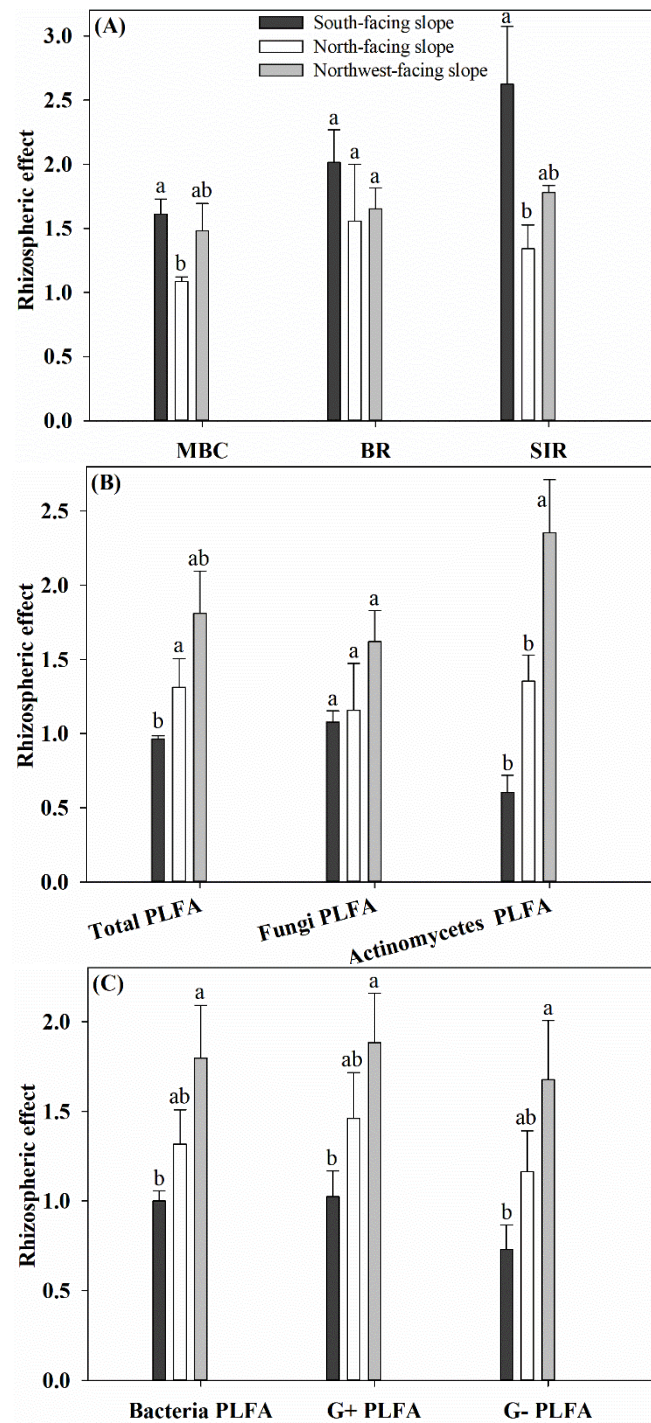 (A)
South-facing slope
North-facing slope
Northwest-facing slope
Rhizospheric effect
3.0
2.5
2.0
1.5
1.0
0.5
0.0
a
b
ab
a
a
a
a
b
ab
MBC
BR
SIR
(B)
Rhizospheric effect
2.5
2.0
1.5
1.0
0.5
0.0
b
a
ab
a
a
a
b
b
a
Total PLFA
Fungi PLFA
Actinomycetes PLFA
(C)
Rhizospheric effect
2.0
1.5
1.0
0.5
0.0
b
ab
a
b
ab
a
b
ab
a
Bacteria PLFA
G+ PLFA
G- PLFA